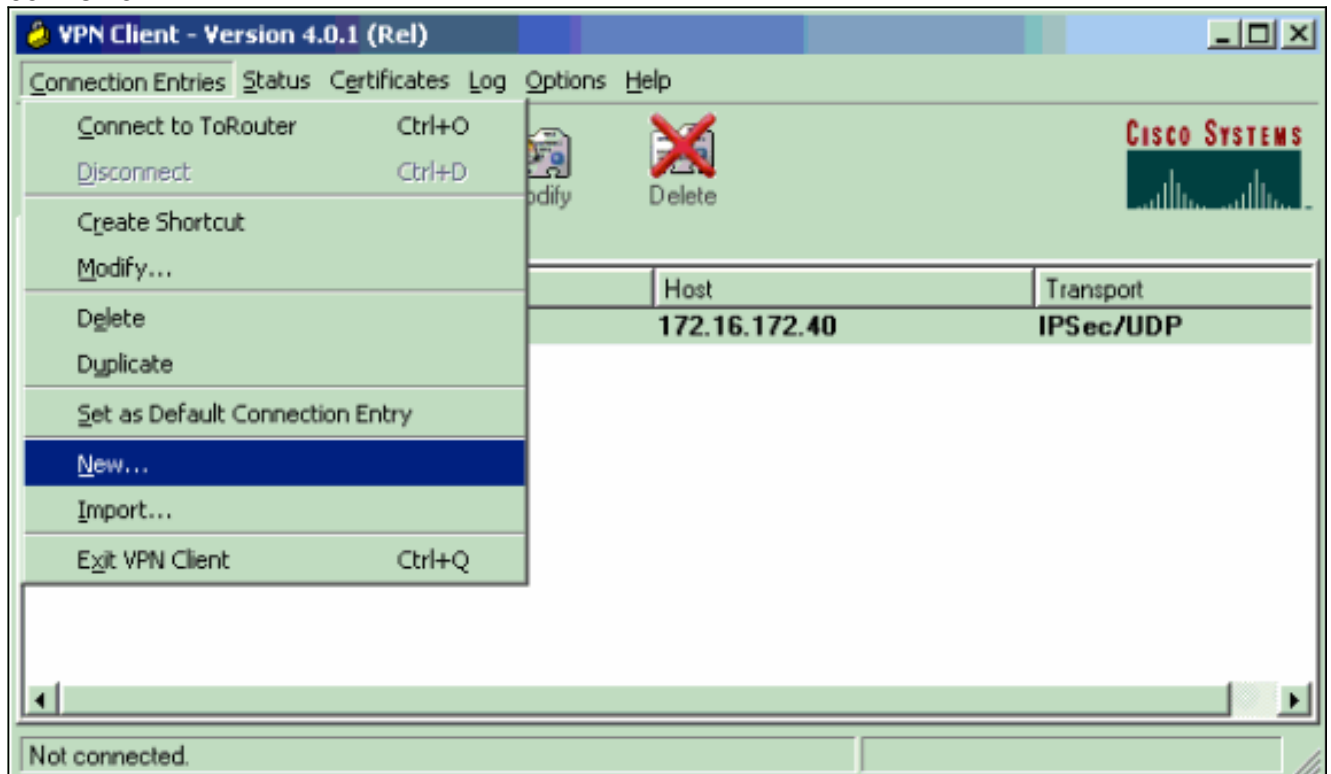 VPN Client - Version 4.0.1 (Rel)
Connection Entries Status Certificates Log Options Help
Connect to ToRouter Ctrl+O
Disconnect Ctrl+D
Create Shortcut
Modify...
Delete
Duplicate
Set as Default Connection Entry
New...
Import...
Exit VPN Client Ctrl+Q
odify Delete
CISCO SYSTEMS
Host Transport
172.16.172.40 IPSec/UDP
Not connected.